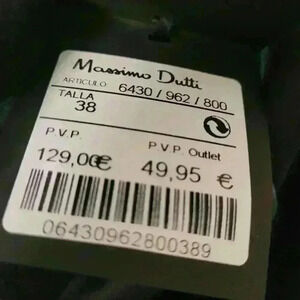 Massimo Dutti
ARTICULO 6430 / 962 / 800
TALLA
38
P.V.P. P.V.P. Outlet
129,00€ 49,95 €
06430962800389